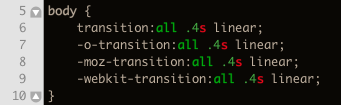 5 body {
6 transition:all .4s linear;
7 -o-transition:all .4s linear;
8 -moz-transition:all .4s linear;
9 -webkit-transition:all .4s linear;
10 }